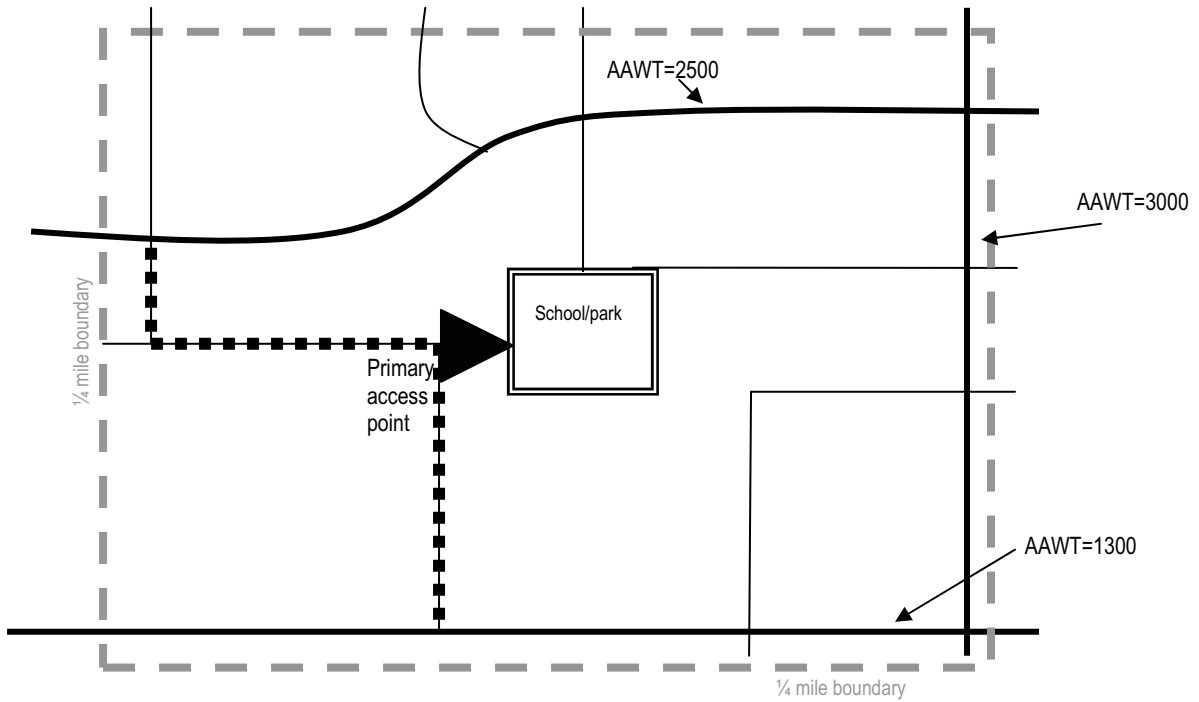 AAWT=2500
AAWT=3000
School/park
¼ mile boundary
Primary
access
point
AAWT=1300
¼ mile boundary